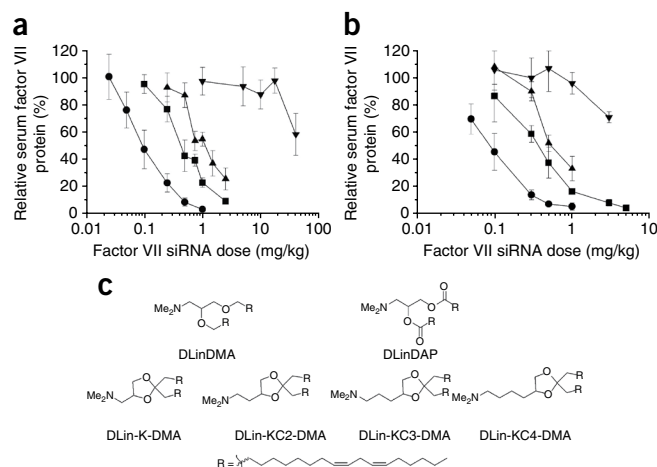 a
Relative serum factor VII
protein (%)
120
100
80
60
40
20
0
0.01
0.1
1
10
100
Factor VII siRNA dose (mg/kg)
b
Relative serum factor VII
protein (%)
120
100
80
60
40
20
0
0.01
0.1
1
10
Factor VII siRNA dose (mg/kg)
c
Me₂N
O
R
O
R
DLinDMA
Me₂N
O
O
R
O
R
O
DLinDAP
Me₂N
O
O
R
R
DLin-K-DMA
Me₂N
O
O
R
R
DLin-KC2-DMA
Me₂N
O
O
R
R
DLin-KC3-DMA
Me₂N
O
O
R
R
DLin-KC4-DMA
R =